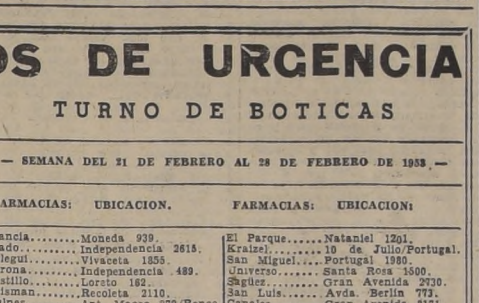 OS DE URGENCIA
TURNO DE BOTICAS
— SEMANA DEL 21 DE FEBRERO AL 28 DE FEBRERO DE 1953 —
ARMACIAS: UBICACION. FARMACIAS: UBICACION:
ancia........Moneda 939. El Parque.....Nataniel 1201.
ado..........Independencia 2615. Kraizel.......10 de Julio/Portugal.
legui........Vivaceta 1855. San Miguel....Portugal 1980.
rona.........Independencia 489. Universo......Santa Rosa 1500.
stillo.......Loreto 162. Sagüez........Gran Avenida 2730.
isman........Recoleta 2110. San Luis......Avda. Berlín 773.